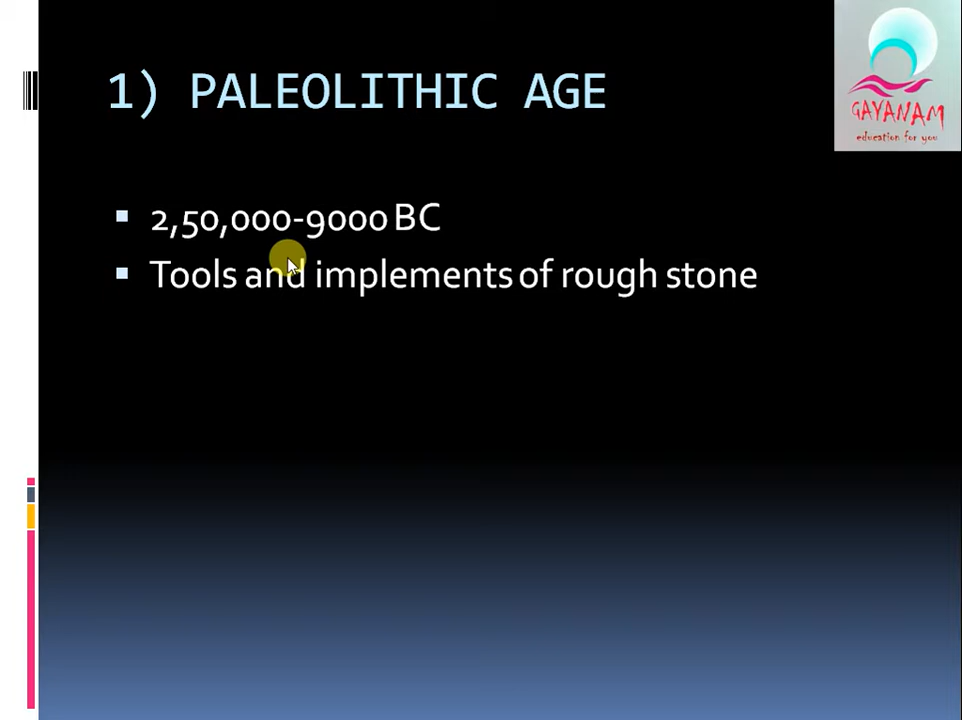 1) PALEOLITHIC AGE
GAYANAM
education for you
2,50,000-9000 BC
Tools and implements of rough stone